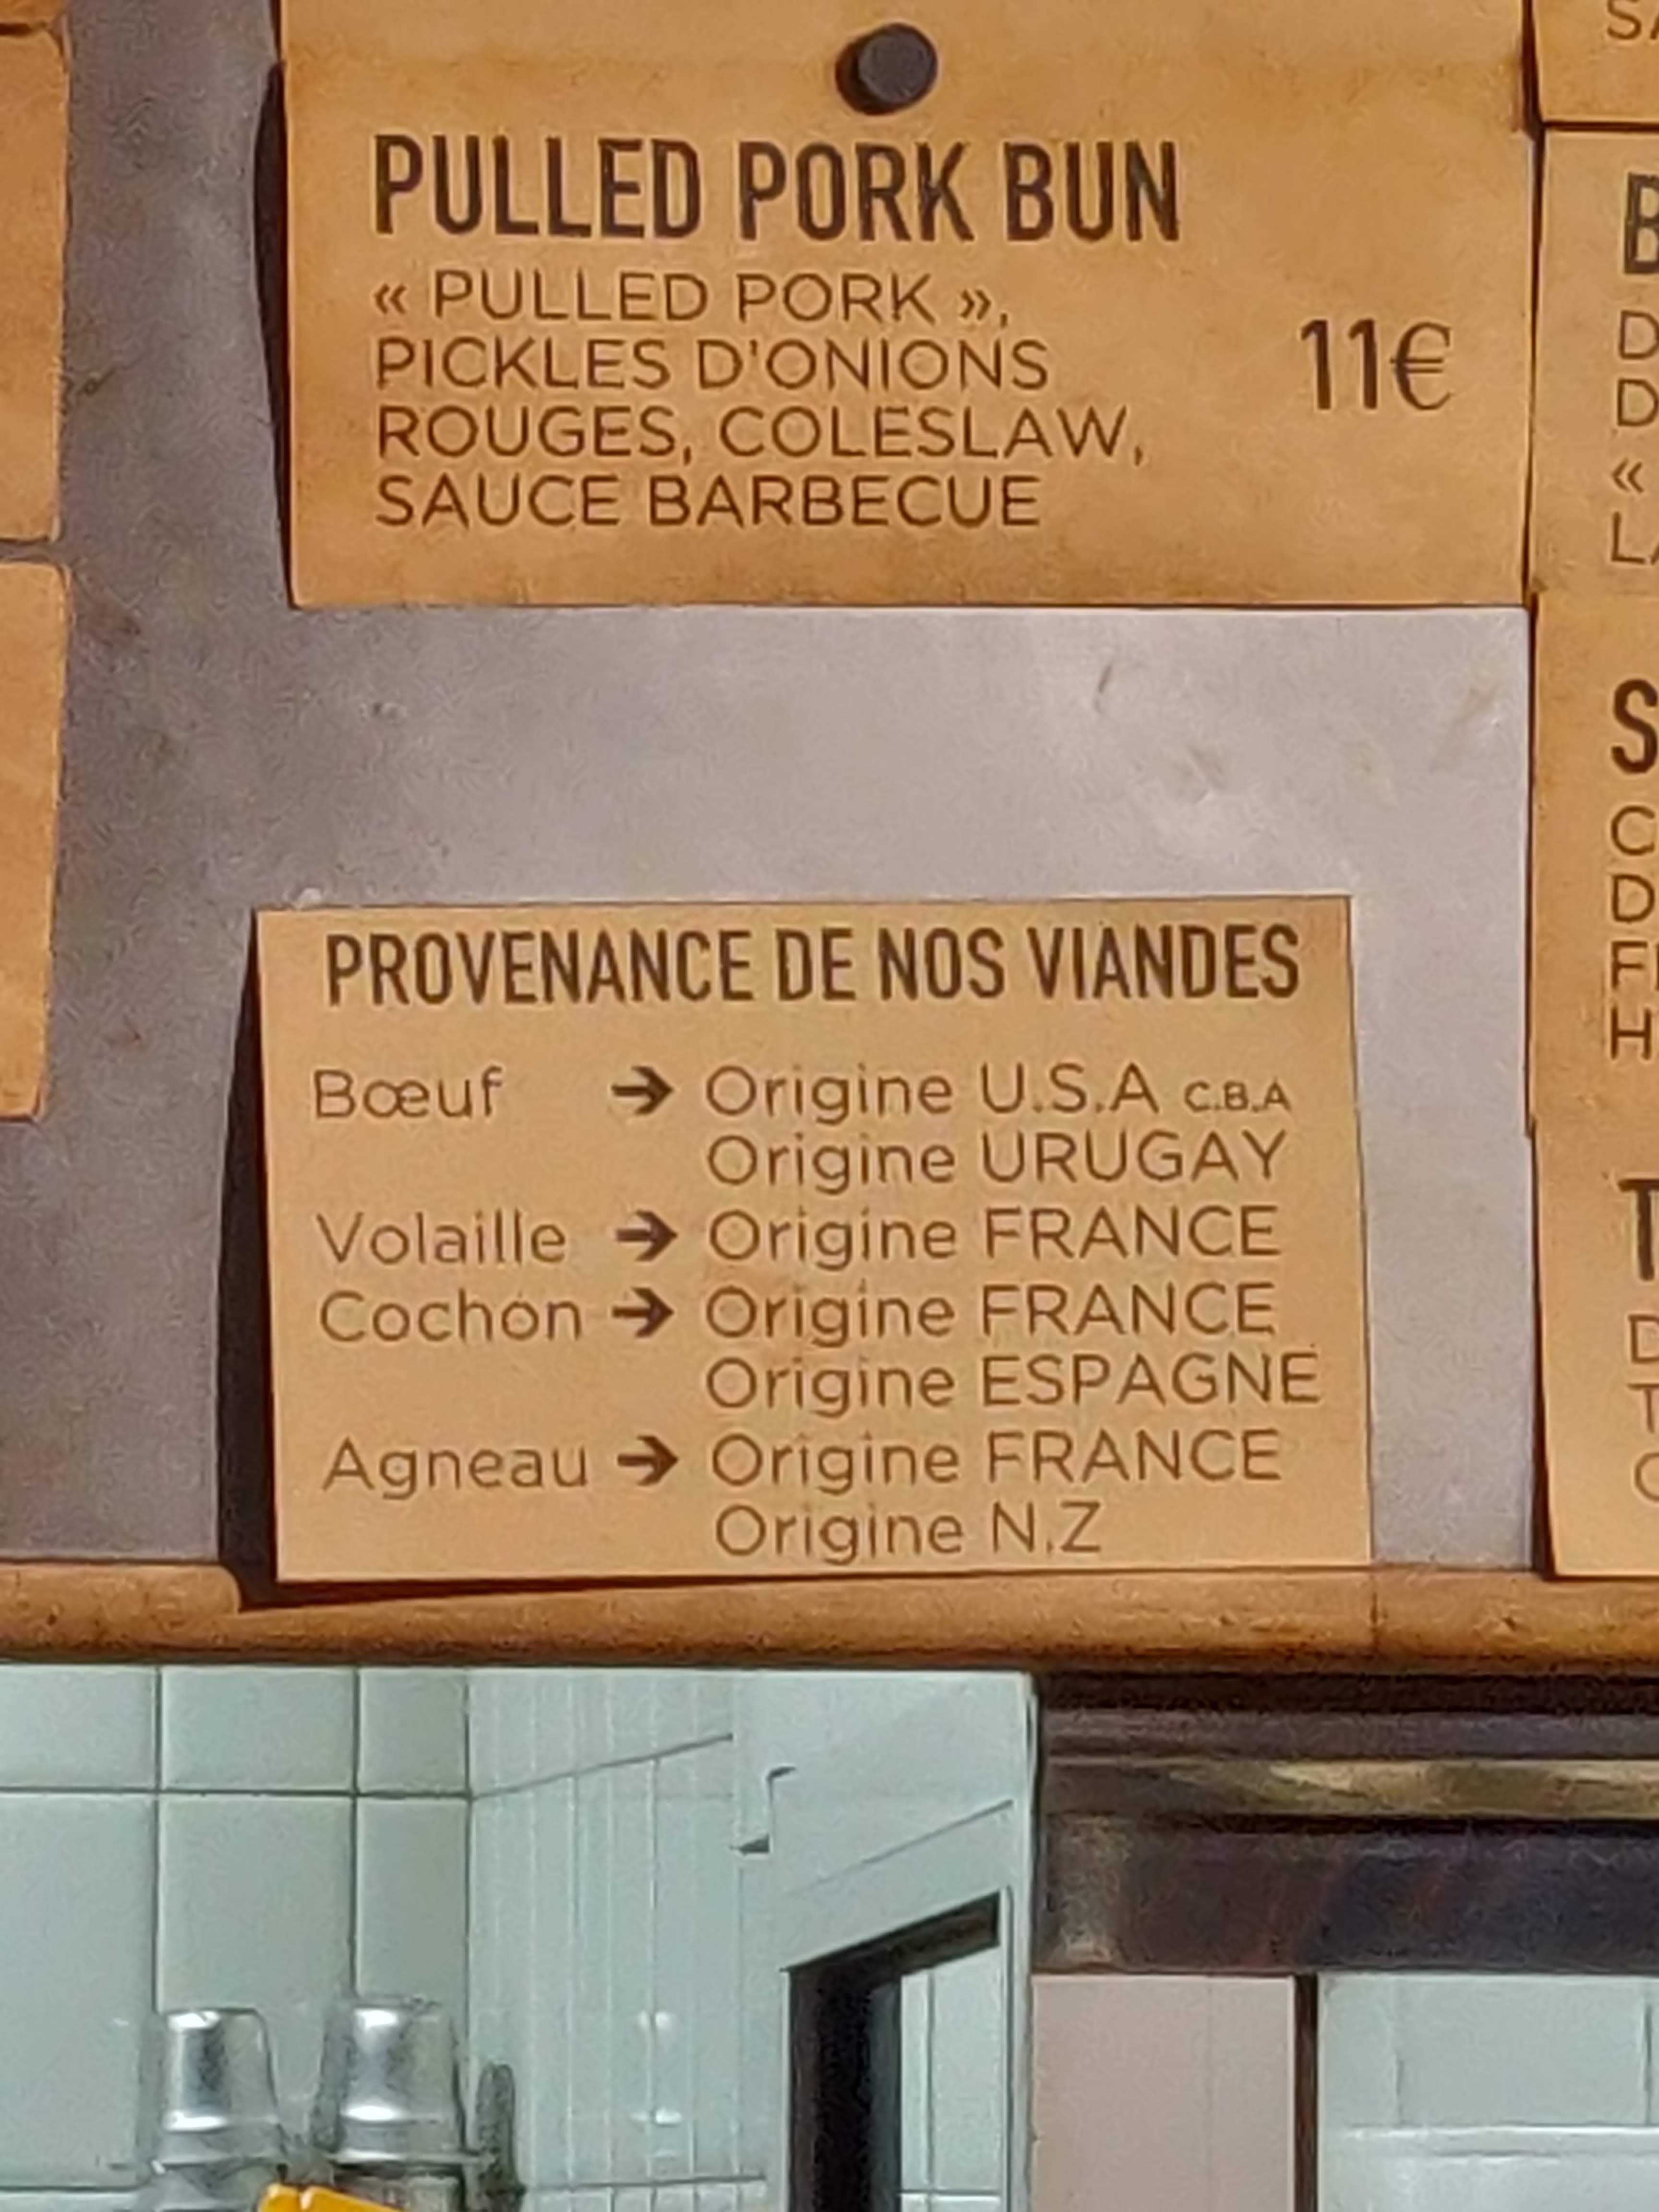 PULLED PORK BUN
« PULLED PORK »,
PICKLES D'ONIONS
ROUGES, COLESLAW,
SAUCE BARBECUE
11€
PROVENANCE DE NOS VIANDES
Bœuf → Origine U.S.A C.B.A
Origine URUGAY
Volaille → Origine FRANCE
Cochon → Origine FRANCE
Origine ESPAGNE
Agneau → Origine FRANCE
Origine N.Z